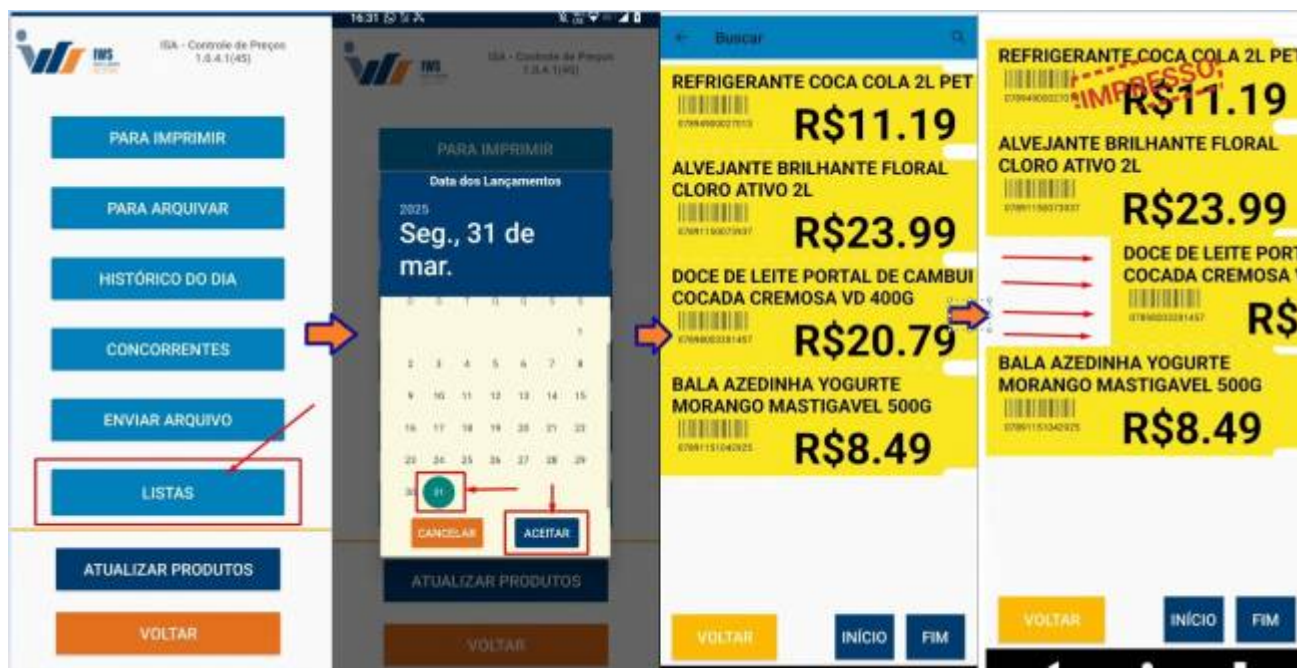 IWS
ISA - Controle de Preços
1.0.4.1(45)
PARA IMPRIMIR
PARA ARQUIVAR
HISTÓRICO DO DIA
CONCORRENTES
ENVIAR ARQUIVO
LISTAS
ATUALIZAR PRODUTOS
VOLTAR
16:31
IWS
ISA - Controle de Preços
1.0.4.1(45)
PARA IMPRIMIR
Data dos Lançamentos
2025
Seg., 31 de
mar.
D S T Q Q S S
1
2 3 4 5 6 7 8
9 10 11 12 13 14 15
16 17 18 19 20 21 22
23 24 25 26 27 28 29
30 31
CANCELAR ACEITAR
ATUALIZAR PRODUTOS
VOLTAR
Buscar
REFRIGERANTE COCA COLA 2L PET
R$11.19
ALVEJANTE BRILHANTE FLORAL
CLORO ATIVO 2L
R$23.99
DOCE DE LEITE PORTAL DE CAMBUI
COCADA CREMOSA VD 400G
R$20.79
BALA AZEDINHA YOGURTE
MORANGO MASTIGAVEL 500G
R$8.49
VOLTAR INÍCIO FIM
REFRIGERANTE COCA COLA 2L PET
IMPRESSO
R$11.19
ALVEJANTE BRILHANTE FLORAL
CLORO ATIVO 2L
R$23.99
DOCE DE LEITE PORT
COCADA CREMOSA
R$
BALA AZEDINHA YOGURTE
MORANGO MASTIGAVEL 500G
R$8.49
VOLTAR INÍCIO FIM